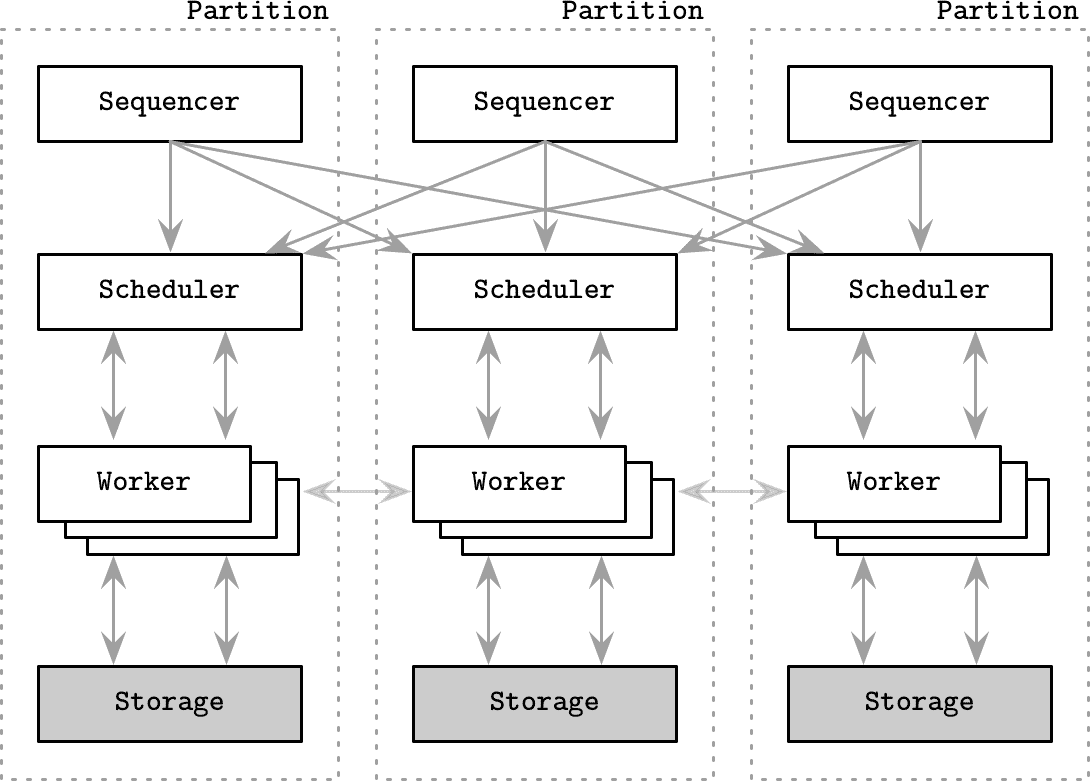 Partition Partition Partition
Sequencer Sequencer Sequencer
Scheduler Scheduler Scheduler
Worker Worker Worker
Storage Storage Storage